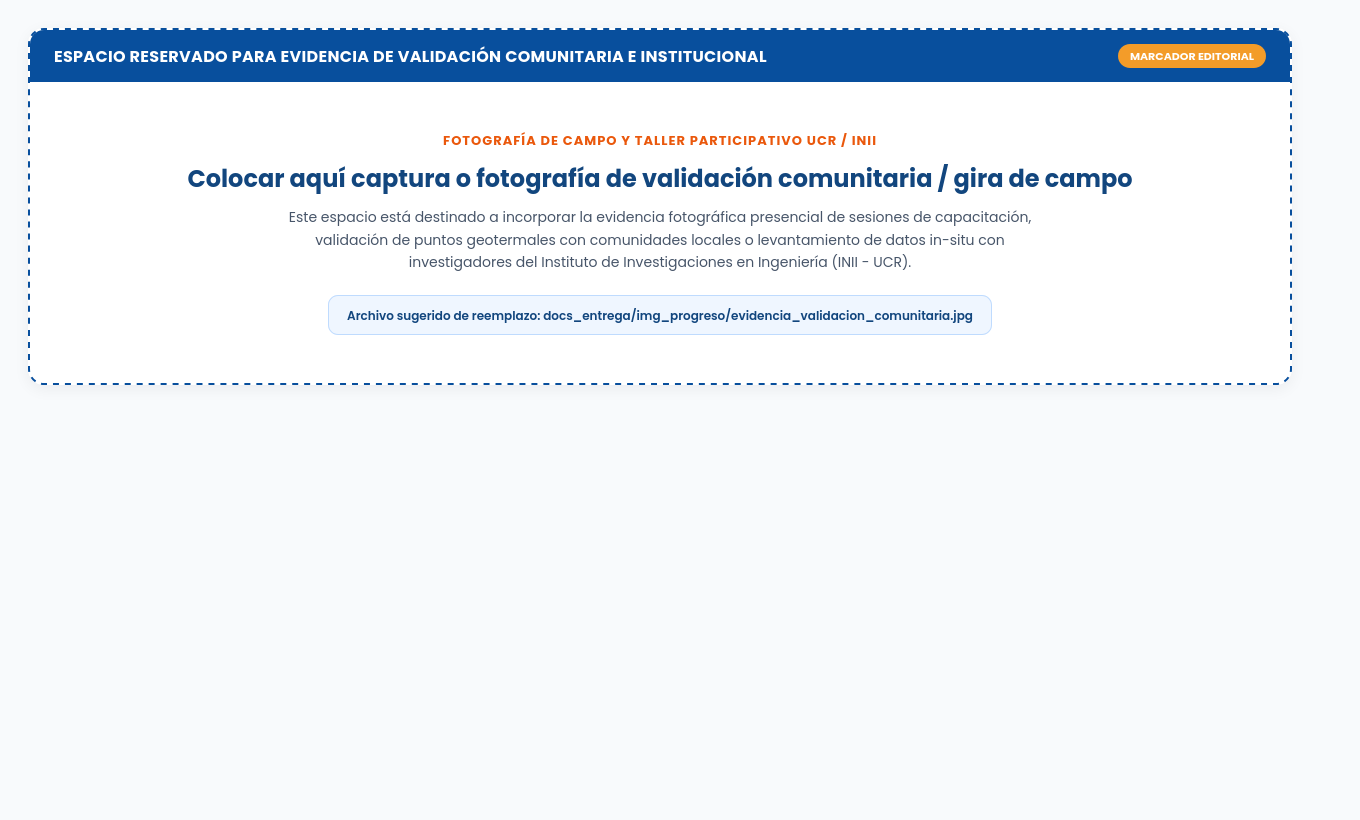 ESPACIO RESERVADO PARA EVIDENCIA DE VALIDACIÓN COMUNITARIA E INSTITUCIONAL
MARCADOR EDITORIAL
FOTOGRAFÍA DE CAMPO Y TALLER PARTICIPATIVO UCR / INII
Colocar aquí captura o fotografía de validación comunitaria / gira de campo
Este espacio está destinado a incorporar la evidencia fotográfica presencial de sesiones de capacitación,
validación de puntos geotermales con comunidades locales o levantamiento de datos in-situ con
investigadores del Instituto de Investigaciones en Ingeniería (INII - UCR).
Archivo sugerido de reemplazo: docs_entrega/img_progreso/evidencia_validacion_comunitaria.jpg